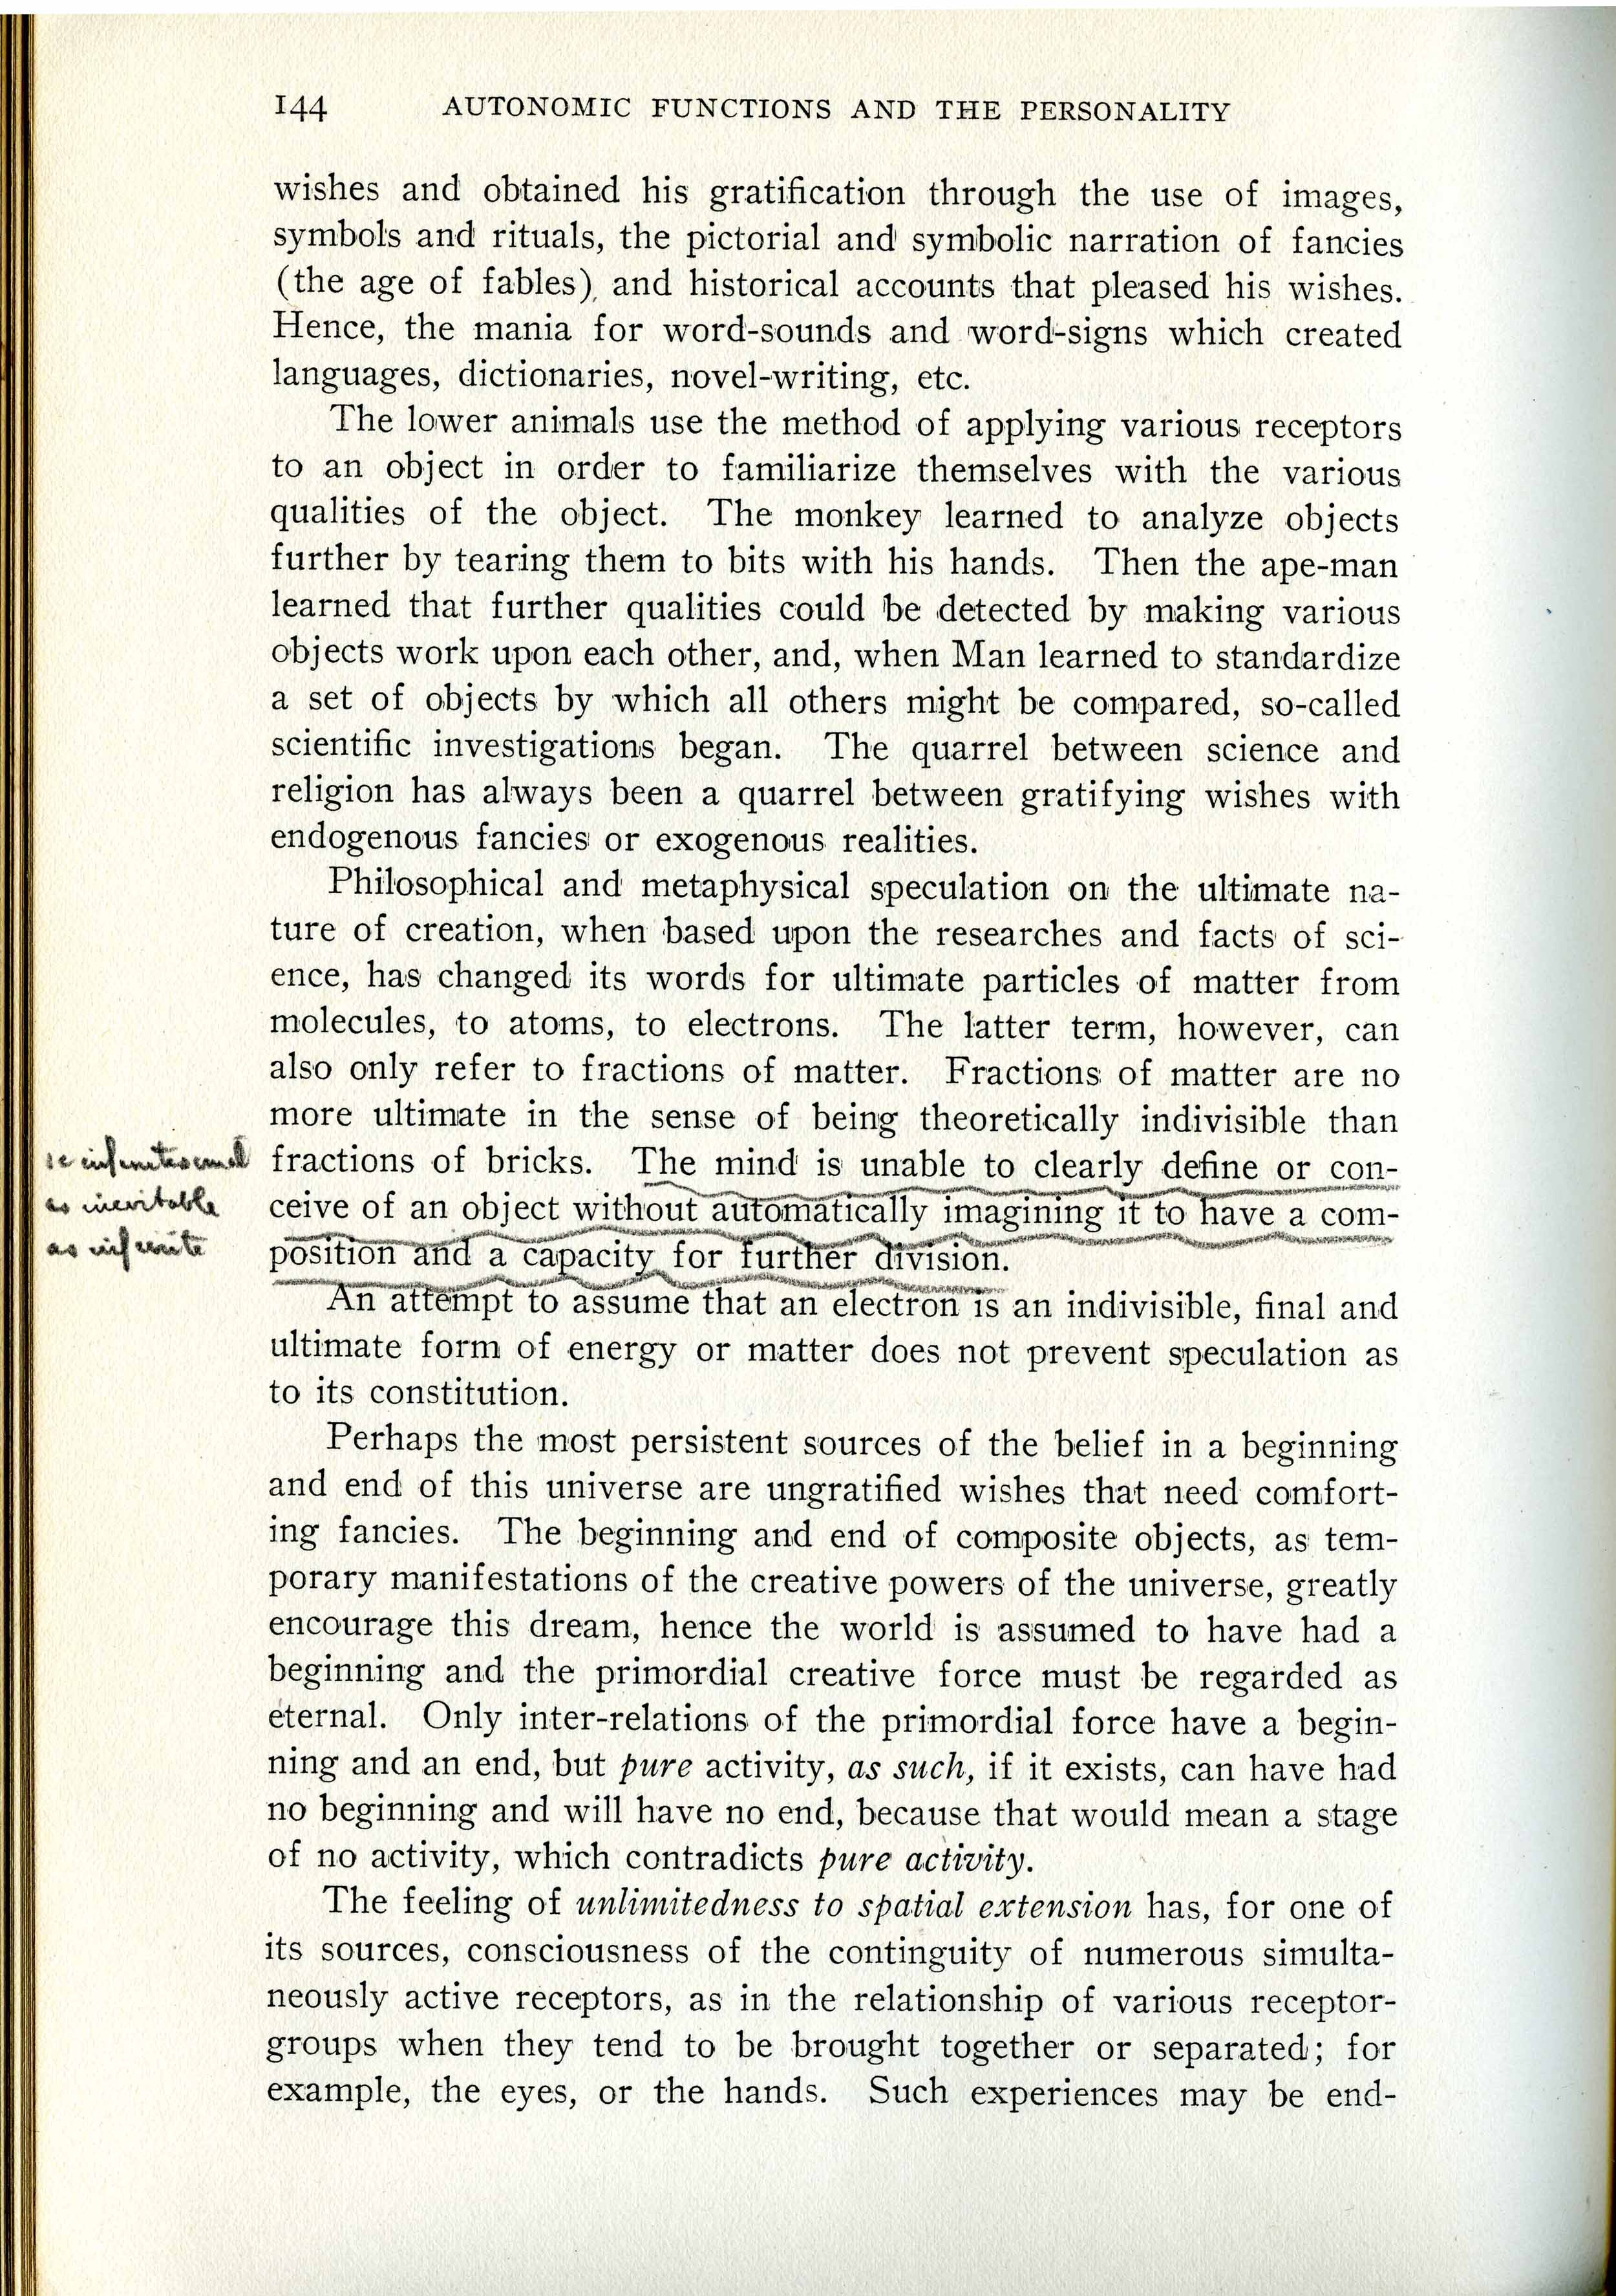 144 AUTONOMIC FUNCTIONS AND THE PERSONALITY
wishes and obtained his gratification through the use of images,
symbols and rituals, the pictorial and symbolic narration of fancies
(the age of fables), and historical accounts that pleased his wishes.
Hence, the mania for word-sounds and word-signs which created
languages, dictionaries, novel-writing, etc.
The lower animals use the method of applying various receptors
to an object in order to familiarize themselves with the various
qualities of the object. The monkey learned to analyze objects
further by tearing them to bits with his hands. Then the ape-man
learned that further qualities could be detected by making various
objects work upon each other, and, when Man learned to standardize
a set of objects by which all others might be compared, so-called
scientific investigations began. The quarrel between science and
religion has always been a quarrel between gratifying wishes with
endogenous fancies or exogenous realities.
Philosophical and metaphysical speculation on the ultimate na-
ture of creation, when based upon the researches and facts of sci-
ence, has changed its words for ultimate particles of matter from
molecules, to atoms, to electrons. The latter term, however, can
also only refer to fractions of matter. Fractions of matter are no
more ultimate in the sense of being theoretically indivisible than
fractions of bricks. The mind is unable to clearly define or con-
ceive of an object without automatically imagining it to have a com-
position and a capacity for further division.
infinitesimal
as inevitable
as infinite
An attempt to assume that an electron is an indivisible, final and
ultimate form of energy or matter does not prevent speculation as
to its constitution.
Perhaps the most persistent sources of the belief in a beginning
and end of this universe are ungratified wishes that need comfort-
ing fancies. The beginning and end of composite objects, as tem-
porary manifestations of the creative powers of the universe, greatly
encourage this dream, hence the world is assumed to have had a
beginning and the primordial creative force must be regarded as
eternal. Only inter-relations of the primordial force have a begin-
ning and an end, but pure activity, as such, if it exists, can have had
no beginning and will have no end, because that would mean a stage
of no activity, which contradicts pure activity.
The feeling of unlimitedness to spatial extension has, for one of
its sources, consciousness of the continguity of numerous simulta-
neously active receptors, as in the relationship of various receptor-
groups when they tend to be brought together or separated; for
example, the eyes, or the hands. Such experiences may be end-